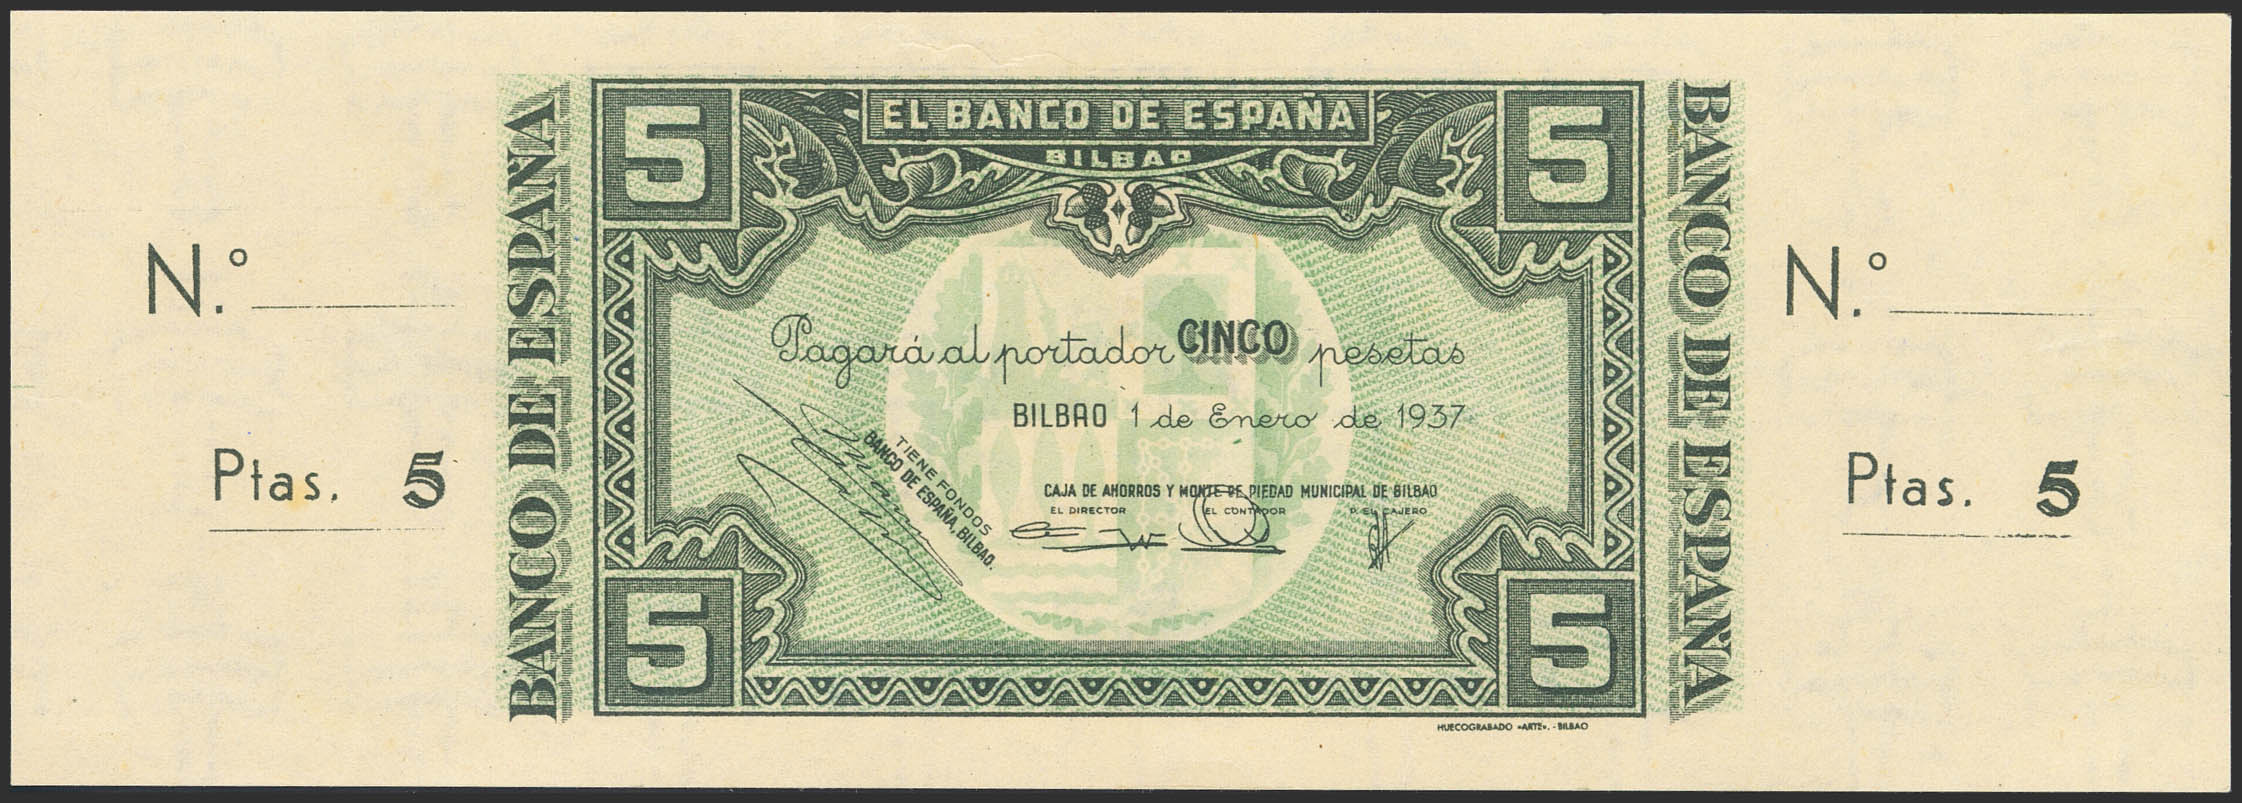 N.º
Ptas. 5
BANCO DE ESPAÑA
5
EL BANCO DE ESPAÑA
5
BILBAO
Pagará al portador CINCO pesetas
BILBAO 1 de Enero de 1937
TIENE FONDOS
BANCO DE ESPAÑA. BILBAO.
CAJA DE AHORROS Y MONTE DE PIEDAD MUNICIPAL DE BILBAO
EL DIRECTOR EL CONTADOR P. EL CAJERO
5
5
HUECOGRABADO «ARTE». - BILBAO
BANCO DE ESPAÑA
N.º
Ptas. 5